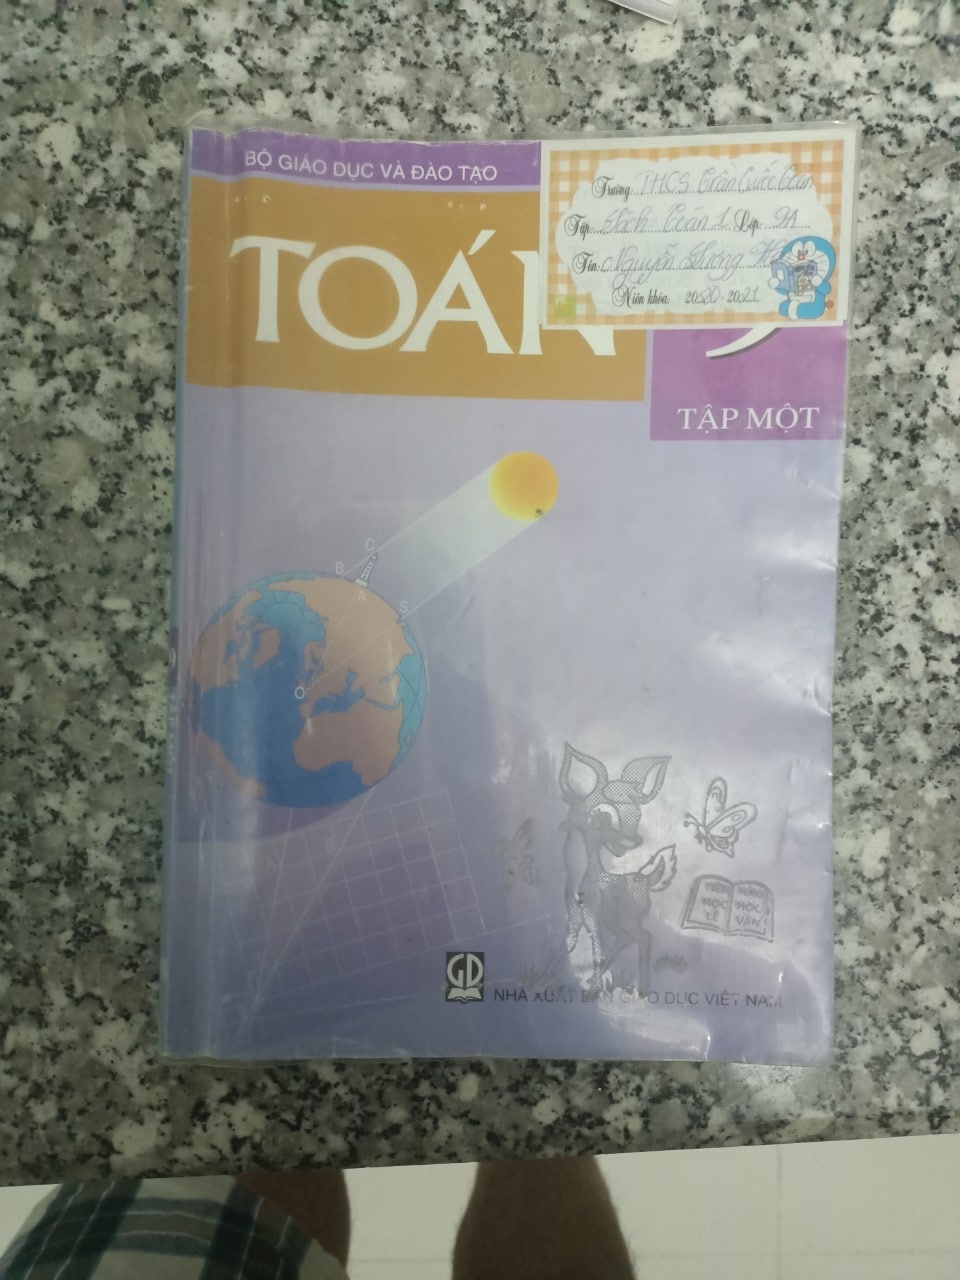 BỘ GIÁO DỤC VÀ ĐÀO TẠO
Trường: THCS Trần Quốc Toản
Tập: Sách Toán 1 Lớp: 9A
Tên: Nguyễn Hương
Niên khóa: 2020-2021
TOÁN 9
TẬP MỘT
C
B
A
S
O
A
B
TIÊN HẬU
HỌC HỌC
LỄ VĂN
GD
NHÀ XUẤT BẢN GIÁO DỤC VIỆT NAM